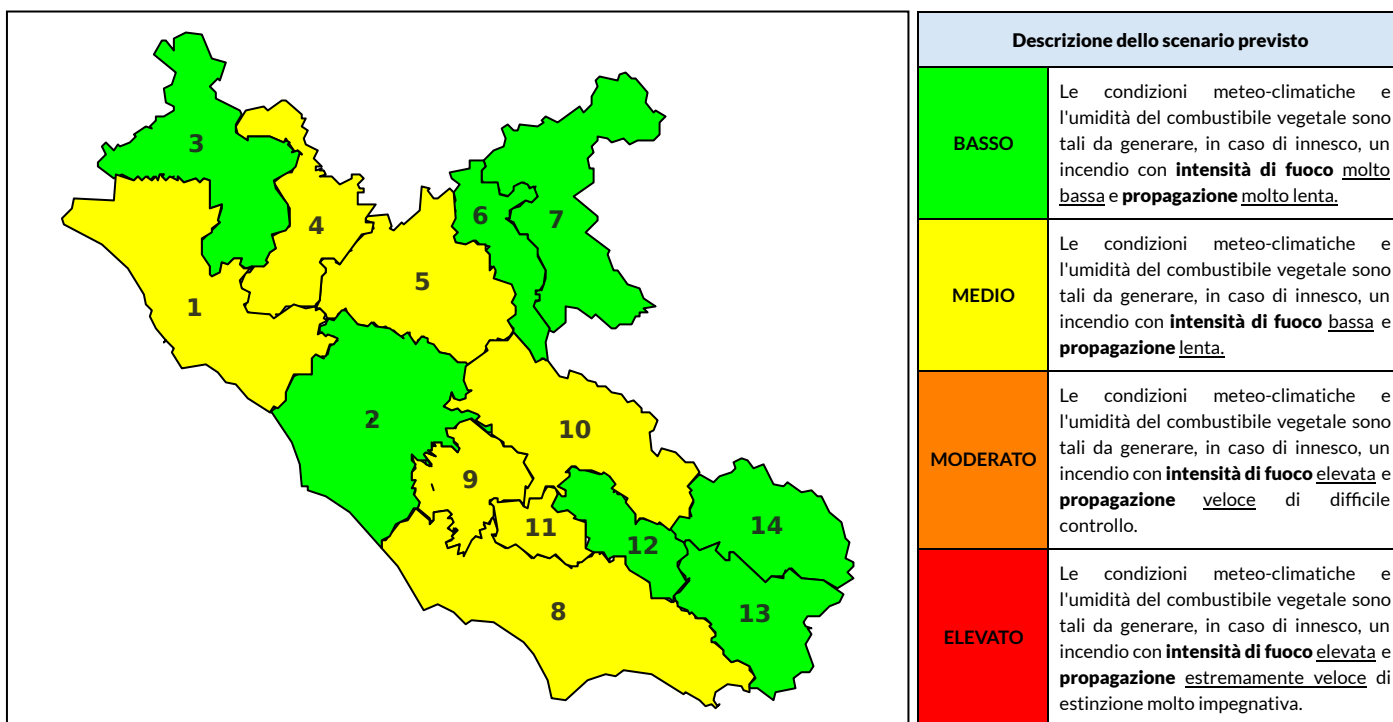 3
4
6
7
5
1
2
10
9
11
12
14
8
13
Descrizione dello scenario previsto
BASSO
Le condizioni meteo-climatiche e
l'umidità del combustibile vegetale sono
tali da generare, in caso di innesco, un
incendio con intensità di fuoco molto
bassa e propagazione molto lenta.
MEDIO
Le condizioni meteo-climatiche e
l'umidità del combustibile vegetale sono
tali da generare, in caso di innesco, un
incendio con intensità di fuoco bassa e
propagazione lenta.
MODERATO
Le condizioni meteo-climatiche e
l'umidità del combustibile vegetale sono
tali da generare, in caso di innesco, un
incendio con intensità di fuoco elevata e
propagazione veloce di difficile
controllo.
ELEVATO
Le condizioni meteo-climatiche e
l'umidità del combustibile vegetale sono
tali da generare, in caso di innesco, un
incendio con intensità di fuoco elevata e
propagazione estremamente veloce di
estinzione molto impegnativa.